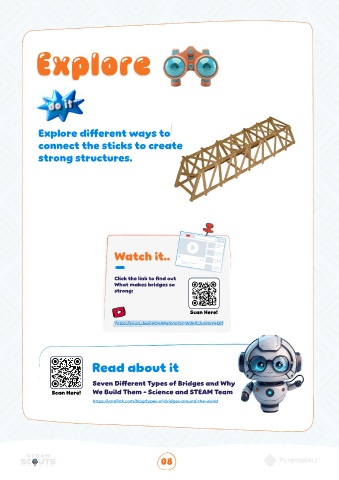 Explore
do it
Explore different ways to
connect the sticks to create
strong structures.
Watch it..
Click the link to find out
What makes bridges so
strong:
Scan Here!
Read about it
Seven Different Types of Bridges and Why
We Build Them - Science and STEAM Team
Scan Here!
STEAM
SCOUTS
08
Pyramakerz